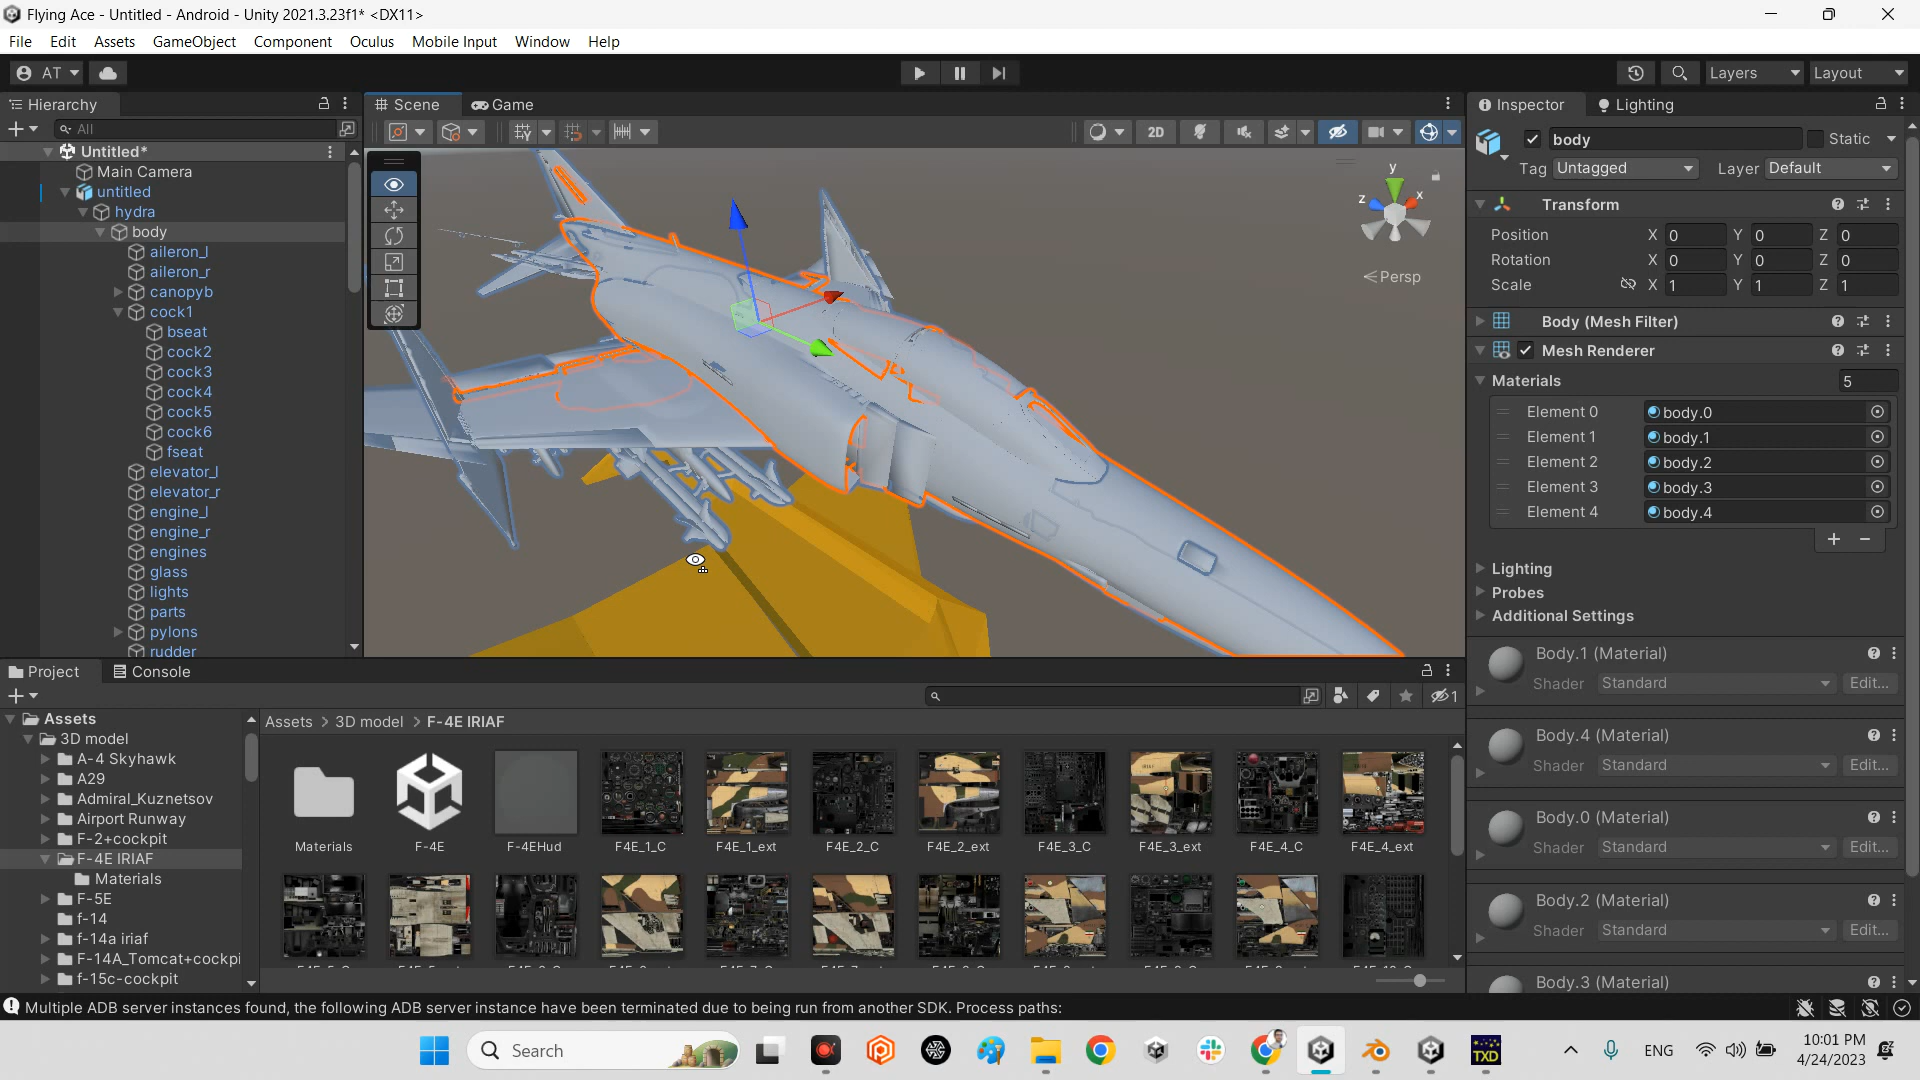 Flying Ace - Untitled - Android - Unity 2021.3.23f1* <DX11>
File Edit Assets GameObject Component Oculus Mobile Input Window Help
AT
Layers Layout
Hierarchy
All
Untitled*
Main Camera
untitled
hydra
body
aileron_l
aileron_r
canopyb
cock1
bseat
cock2
cock3
cock4
cock5
cock6
fseat
elevator_l
elevator_r
engine_l
engine_r
engines
glass
lights
parts
pylons
rudder
Scene Game
2D
y
z
x
Persp
Inspector Lighting
body Static
Tag Untagged Layer Default
Transform
Position X 0 Y 0 Z 0
Rotation X 0 Y 0 Z 0
Scale X 1 Y 1 Z 1
Body (Mesh Filter)
Mesh Renderer
Materials 5
Element 0 body.0
Element 1 body.1
Element 2 body.2
Element 3 body.3
Element 4 body.4
Lighting
Probes
Additional Settings
Body.1 (Material)
Shader Standard Edit...
Body.4 (Material)
Shader Standard Edit...
Body.0 (Material)
Shader Standard Edit...
Body.2 (Material)
Shader Standard Edit...
Body.3 (Material)
Project Console
1
Assets
3D model
A-4 Skyhawk
A29
Admiral_Kuznetsov
Airport Runway
F-2+cockpit
F-4E IRIAF
Materials
F-5E
f-14
f-14a iriaf
F-14A_Tomcat+cockpi
f-15c-cockpit
Assets > 3D model > F-4E IRIAF
Materials F-4E F-4EHud F4E_1_C F4E_1_ext F4E_2_C F4E_2_ext F4E_3_C F4E_3_ext F4E_4_C F4E_4_ext
Multiple ADB server instances found, the following ADB server instance have been terminated due to being run from another SDK. Process paths:
Search
TXD
ENG
10:01 PM
4/24/2023